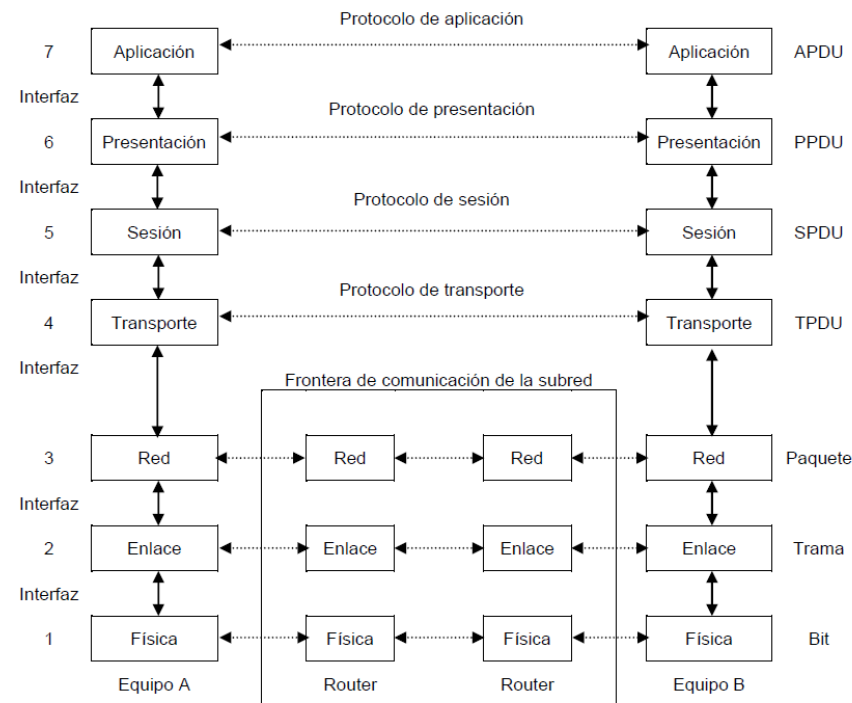 Protocolo de aplicación
7 Aplicación Aplicación APDU
Interfaz
Protocolo de presentación
6 Presentación Presentación PPDU
Interfaz
Protocolo de sesión
5 Sesión Sesión SPDU
Interfaz
Protocolo de transporte
4 Transporte Transporte TPDU
Interfaz
Frontera de comunicación de la subred
3 Red Red Red Red Paquete
Interfaz
2 Enlace Enlace Enlace Enlace Trama
Interfaz
1 Física Física Física Física Bit
Equipo A Router Router Equipo B